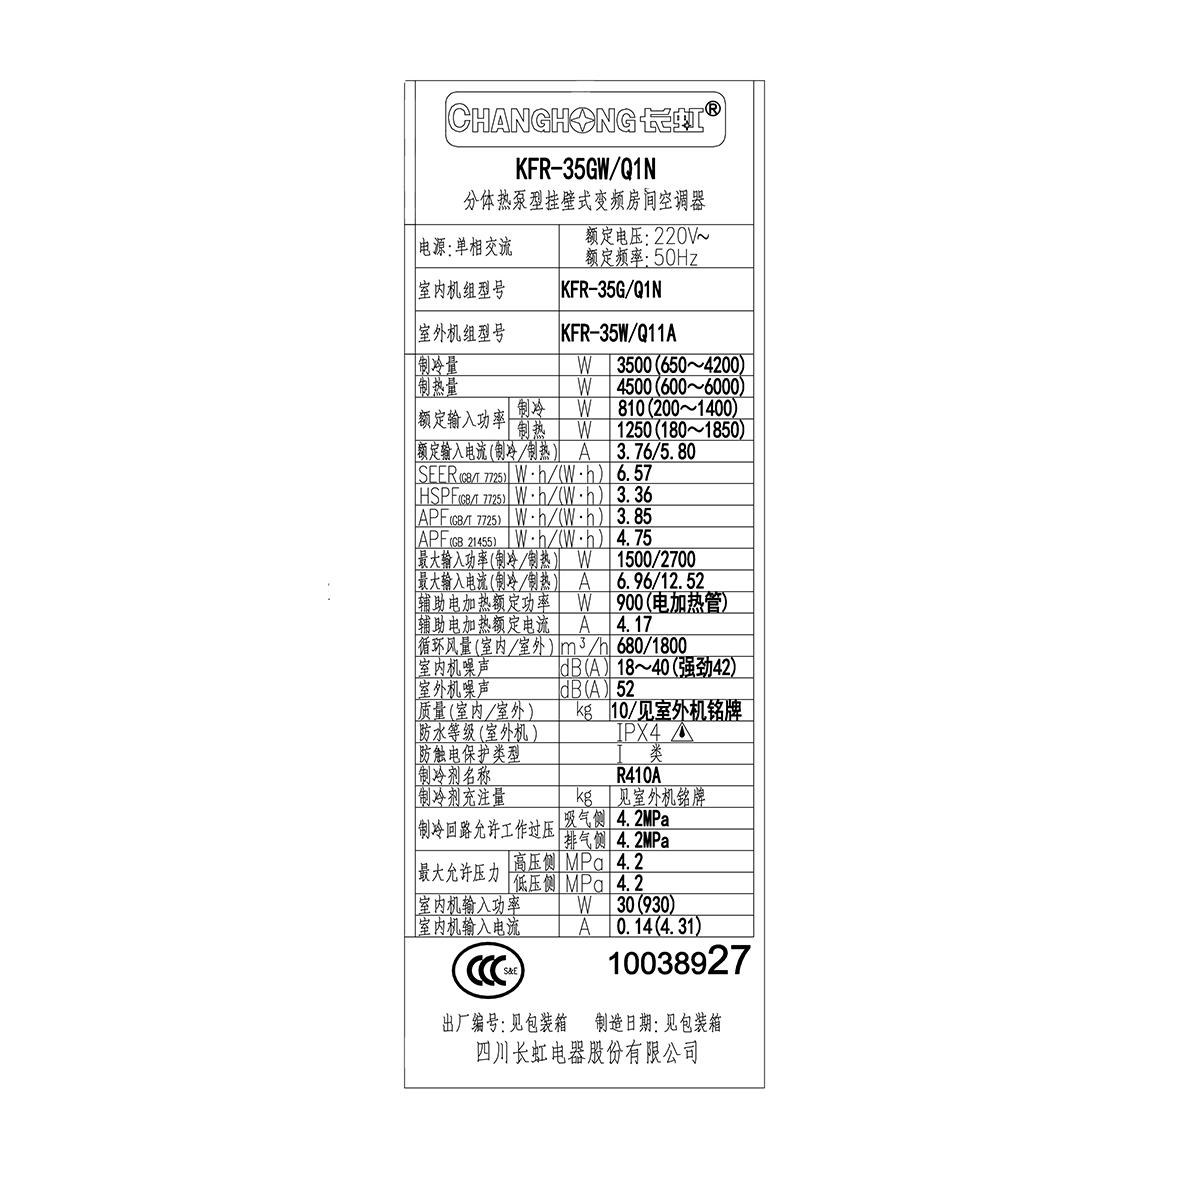 CHANGHONG 长虹®
KFR-35GW/Q1N
分体热泵型挂壁式变频房间空调器
电源:单相交流 额定电压:220V~
额定频率:50Hz
室内机组型号 KFR-35G/Q1N
室外机组型号 KFR-35W/Q11A
制冷量 W 3500(650~4200)
制热量 W 4500(600~6000)
额定输入功率 制冷 W 810(200~1400)
制热 W 1250(180~1850)
额定输入电流(制冷/制热) A 3.76/5.80
SEER(GB/T 7725) W·h/(W·h) 6.57
HSPF(GB/T 7725) W·h/(W·h) 3.36
APF(GB/T 7725) W·h/(W·h) 3.85
APF(GB 21455) W·h/(W·h) 4.75
最大输入功率(制冷/制热) W 1500/2700
最大输入电流(制冷/制热) A 6.96/12.52
辅助电加热额定功率 W 900(电加热管)
辅助电加热额定电流 A 4.17
循环风量(室内/室外) m³/h 680/1800
室内机噪声 dB(A) 18~40(强劲42)
室外机噪声 dB(A) 52
质量(室内/室外) kg 10/见室外机铭牌
防水等级(室外机) IPX4
防触电保护类型 I 类
制冷剂名称 R410A
制冷剂充注量 kg 见室外机铭牌
制冷回路允许工作过压 吸气侧 4.2MPa
排气侧 4.2MPa
最大允许压力 高压侧 MPa 4.2
低压侧 MPa 4.2
室内机输入功率 W 30(930)
室内机输入电流 A 0.14(4.31)
CCC S&E 10038927
出厂编号:见包装箱 制造日期:见包装箱
四川长虹电器股份有限公司